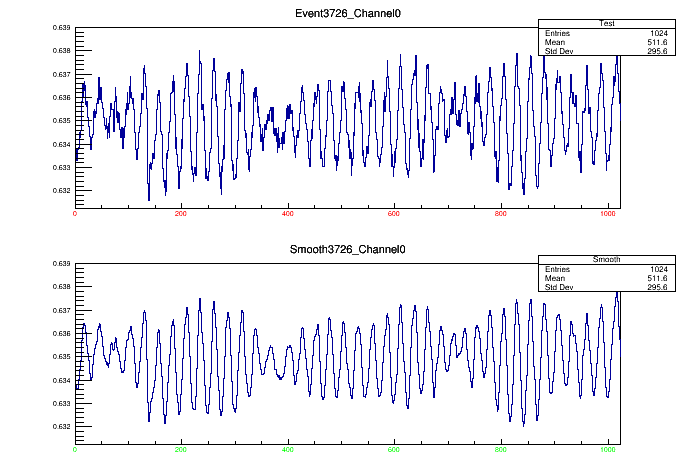 Event3726_Channel0
Test
Entries 1024
Mean 511.6
Std Dev 295.6
0.639
0.638
0.637
0.636
0.635
0.634
0.633
0.632
0 200 400 600 800 1000
Smooth3726_Channel0
Smooth
Entries 1024
Mean 511.6
Std Dev 295.6
0.639
0.638
0.637
0.636
0.635
0.634
0.633
0.632
0 200 400 600 800 1000